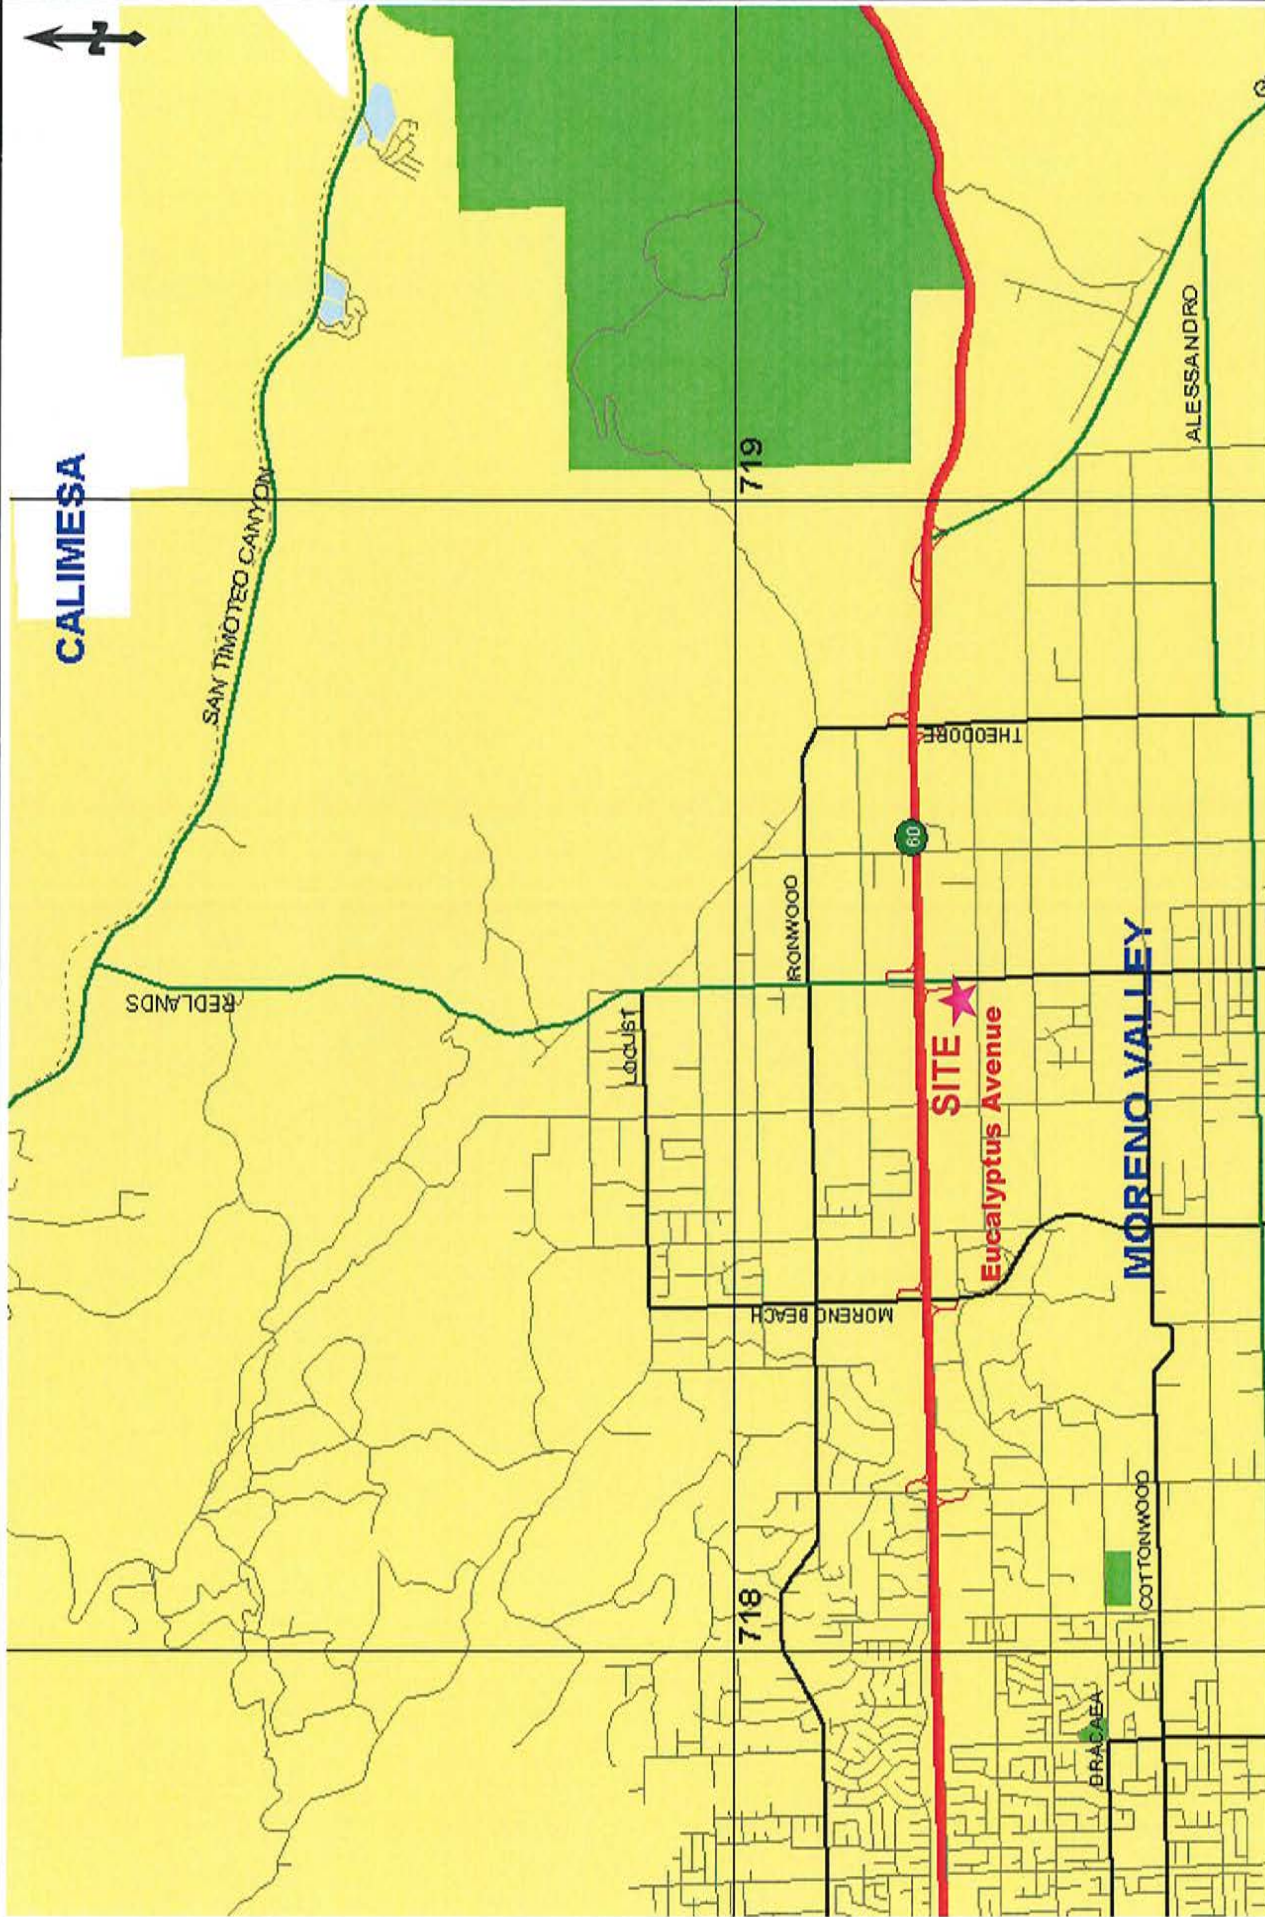 N
CALIMESA
SAN TIMOTEO CANYON
REDLANDS
LOCUST
719
718
IRONWOOD
MORENO BEACH
THEODORE
60
SITE
Eucalyptus Avenue
MORENO VALLEY
ALESSANDRO
COTTONWOOD
DRACAEA